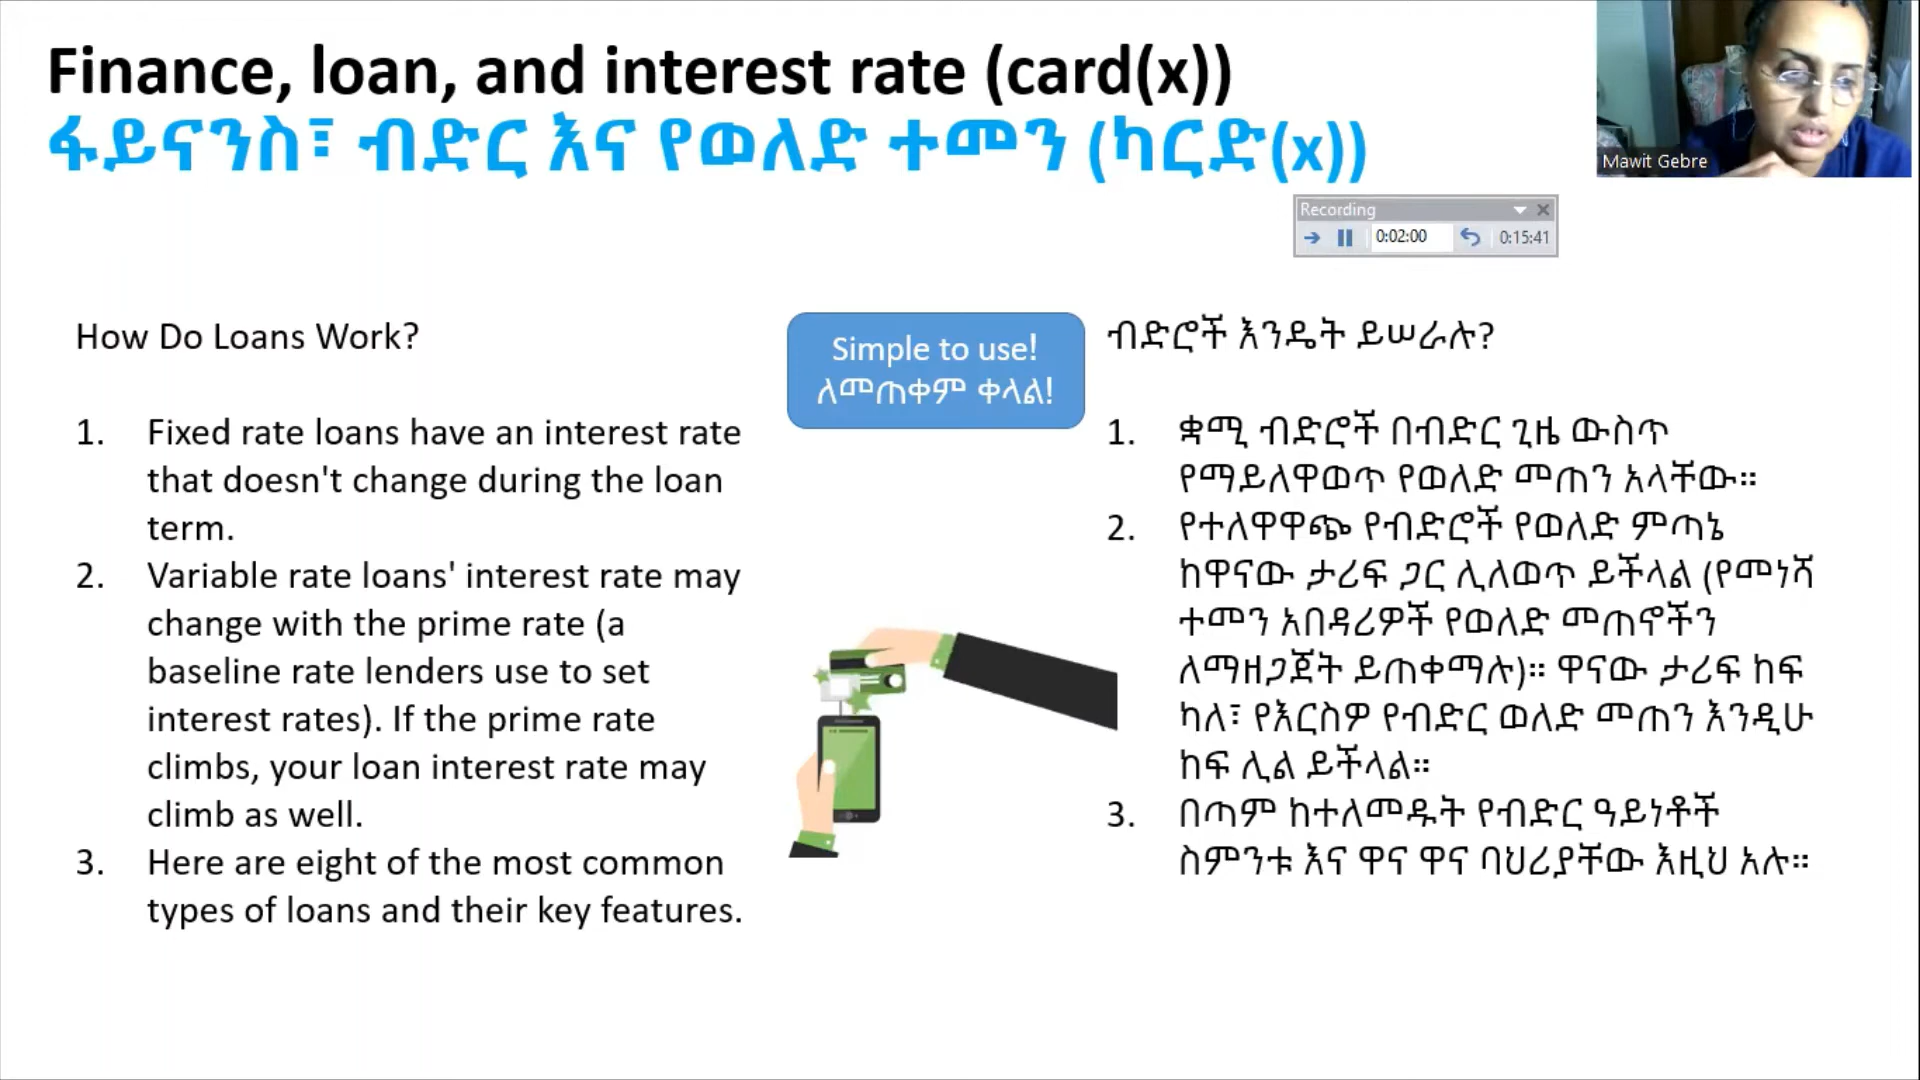 Finance, loan, and interest rate (card(x))
ፋይናንስ፣ ብድር እና የወለድ ተመን (ካርድ(x))
Mawit Gebre
Recording
0:02:00
0:15:41
How Do Loans Work?
1. Fixed rate loans have an interest rate
that doesn't change during the loan
term.
2. Variable rate loans' interest rate may
change with the prime rate (a
baseline rate lenders use to set
interest rates). If the prime rate
climbs, your loan interest rate may
climb as well.
3. Here are eight of the most common
types of loans and their key features.
Simple to use!
ለመጠቀም ቀላል!
ብድሮች እንዴት ይሠራሉ?
1. ቋሚ ብድሮች በብድር ጊዜ ውስጥ
የማይለዋወጥ የወለድ መጠን አላቸው።
2. የተለዋዋጭ የብድሮች የወለድ ምጣኔ
ከዋናው ታሪፍ ጋር ሊለወጥ ይችላል (የመነሻ
ተመን አበዳሪዎች የወለድ መጠኖችን
ለማዘጋጀት ይጠቀማሉ)። ዋናው ታሪፍ ከፍ
ካለ፣ የእርስዎ የብድር ወለድ መጠን እንዲሁ
ከፍ ሊል ይችላል።
3. በጣም ከተለመዱት የብድር ዓይነቶች
ስምንቱ እና ዋና ዋና ባህሪያቸው እዚህ አሉ።